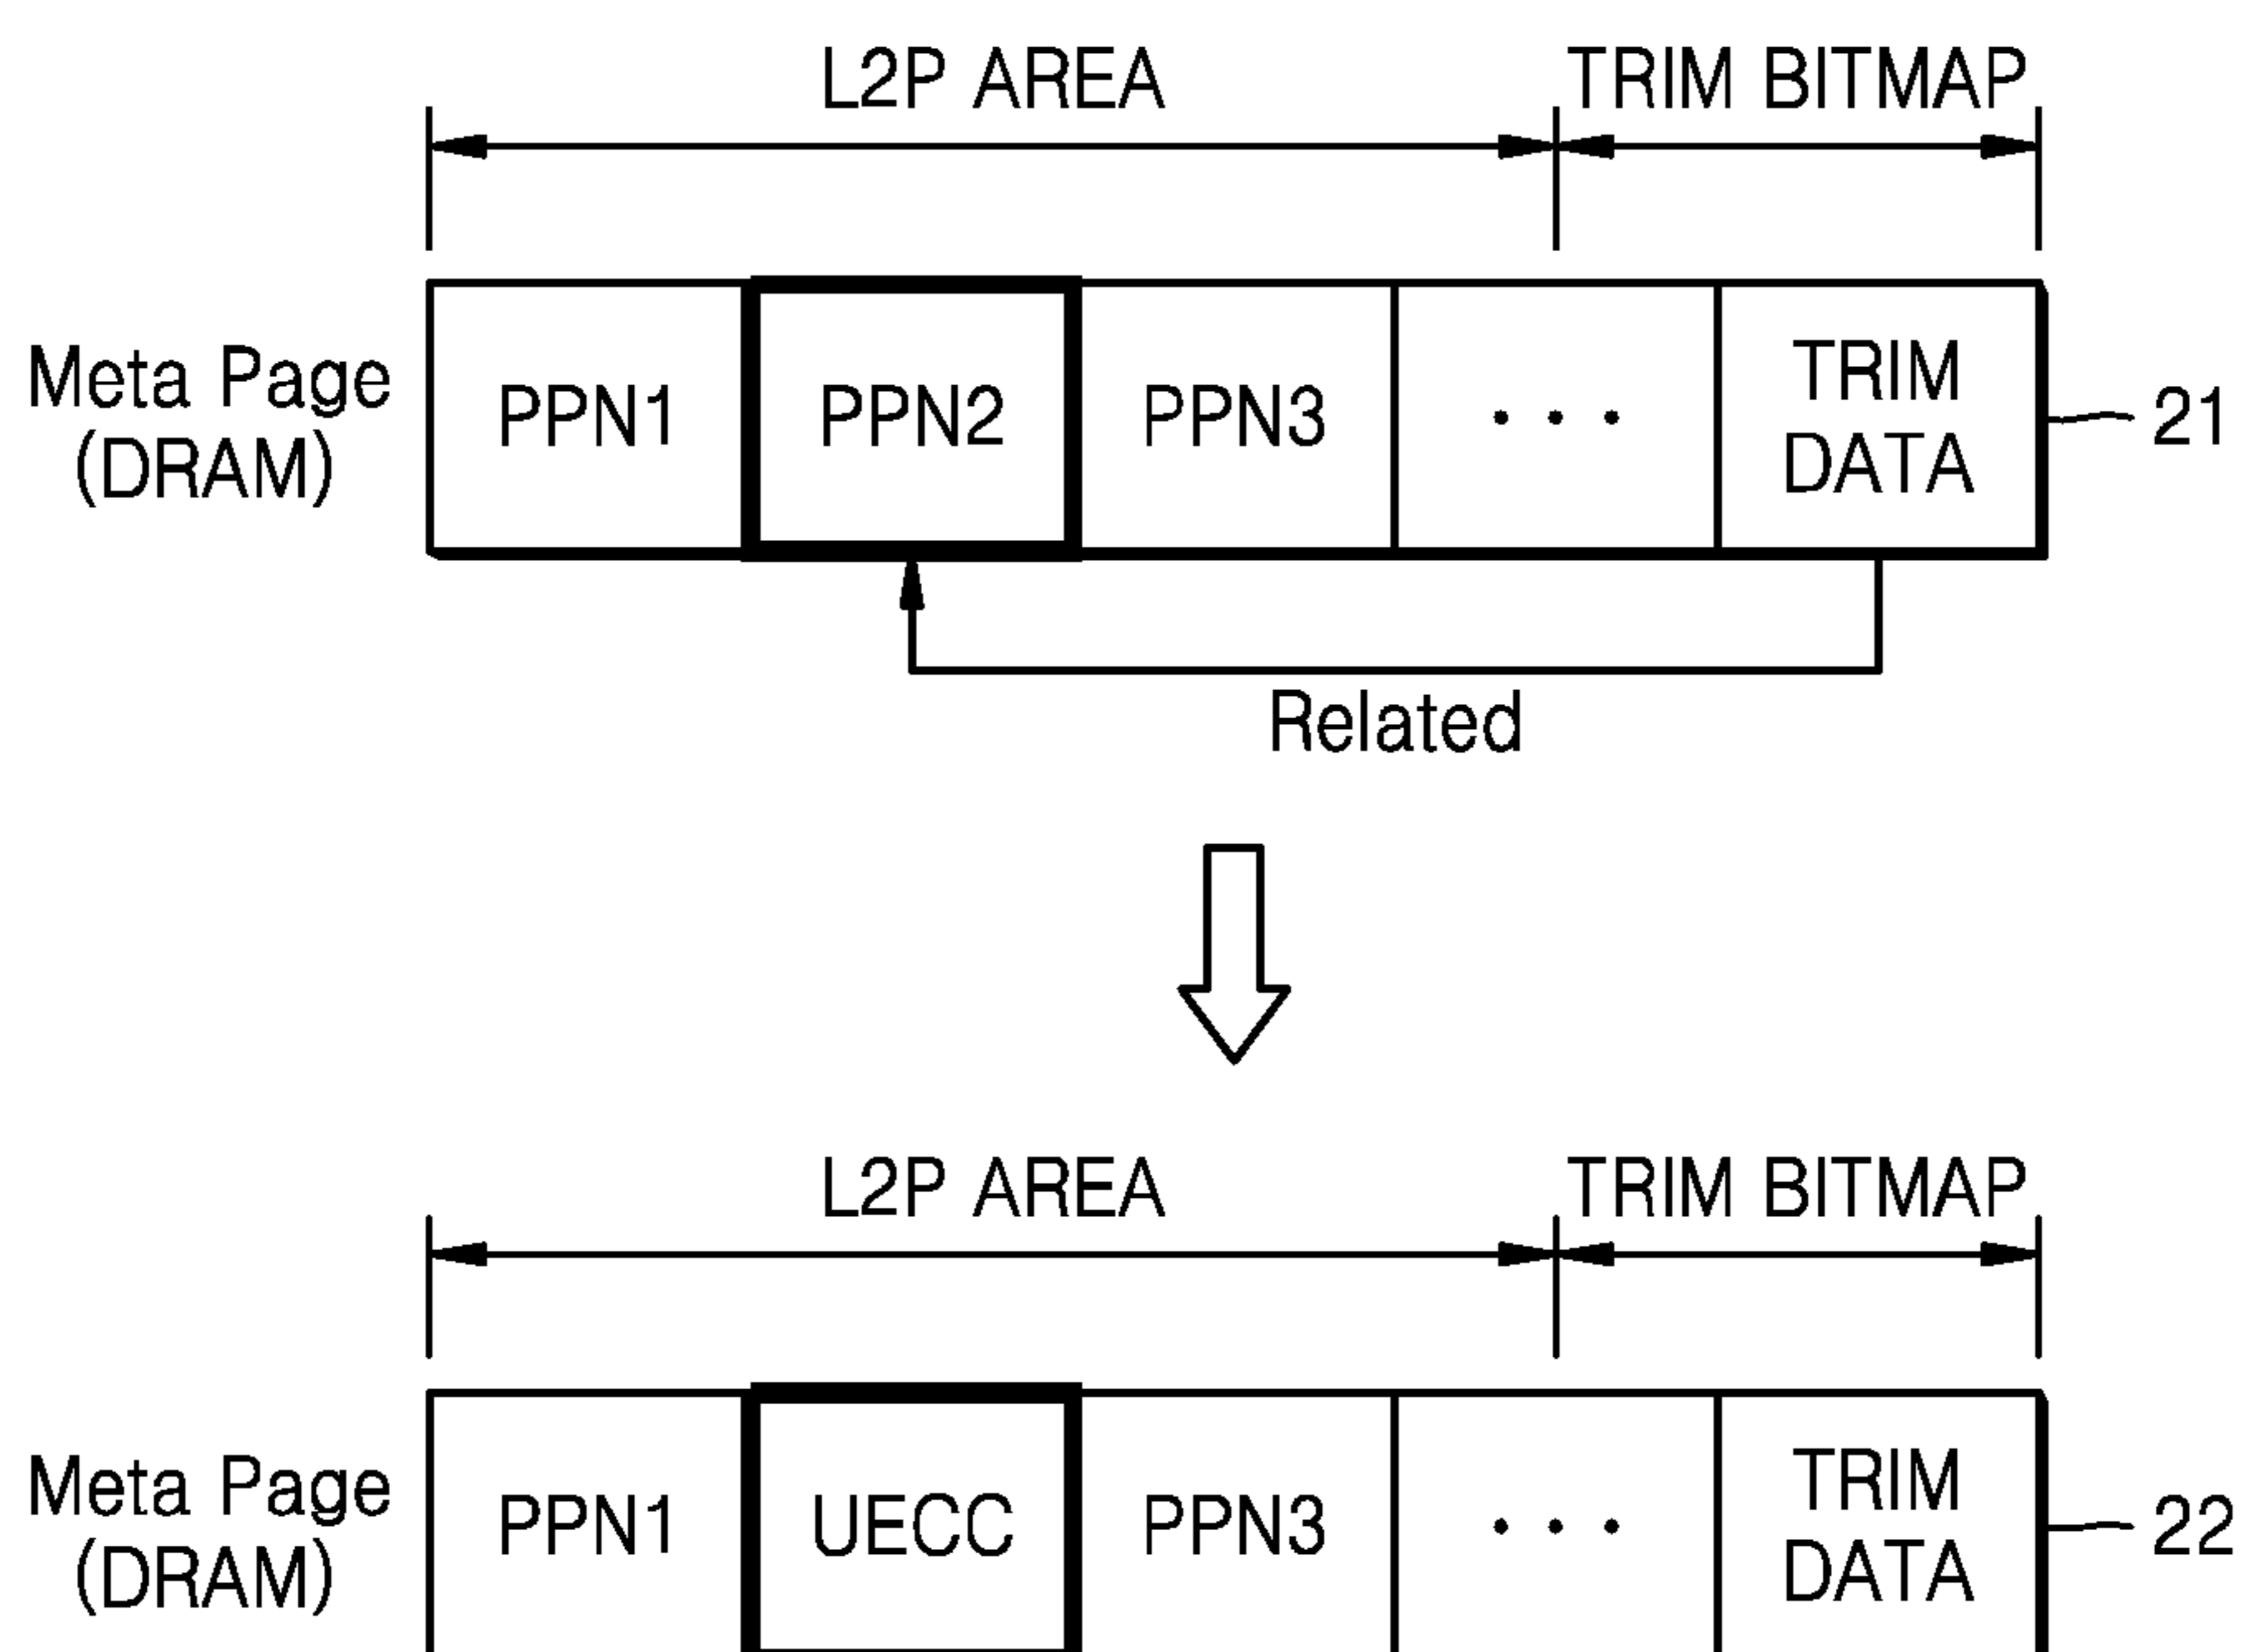 L2P AREA TRIM BITMAP
Meta Page
(DRAM)
PPN1 PPN2 PPN3 ... TRIM
DATA
21
Related
L2P AREA TRIM BITMAP
Meta Page
(DRAM)
PPN1 UECC PPN3 ... TRIM
DATA
22